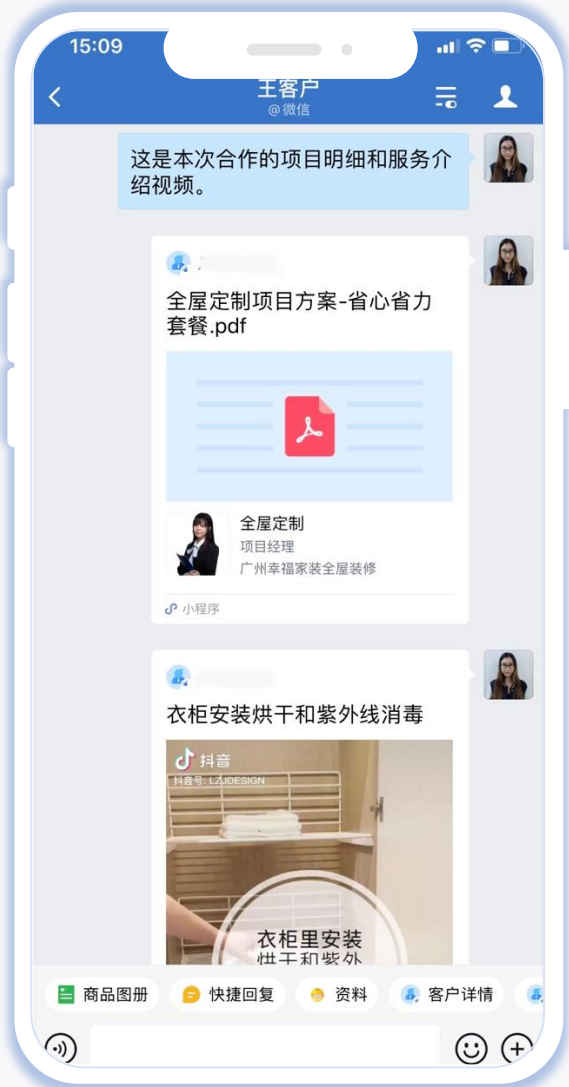 15:09
王客户
@微信
这是本次合作的项目明细和服务介
绍视频。
全屋定制项目方案-省心省力
套餐.pdf
全屋定制
项目经理
广州幸福家装全屋装修
小程序
衣柜安装烘干和紫外线消毒
抖音
抖音号: LZJDESIGN
衣柜里安装
烘干和紫外
商品图册
快捷回复
资料
客户详情